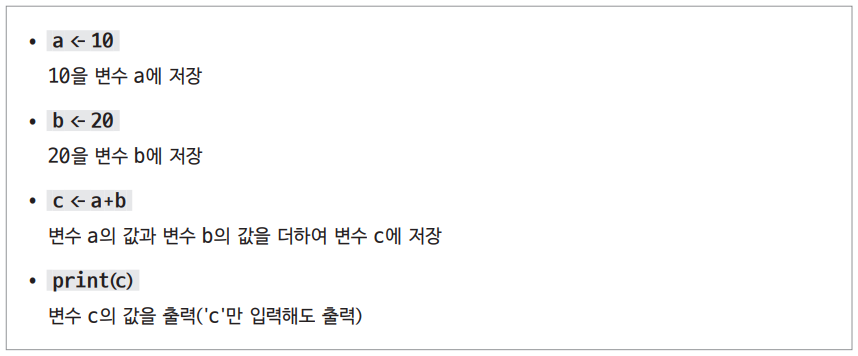 • a <- 10
10을 변수 a에 저장
• b <- 20
20을 변수 b에 저장
• c <- a+b
변수 a의 값과 변수 b의 값을 더하여 변수 c에 저장
• print(c)
변수 c의 값을 출력('c'만 입력해도 출력)